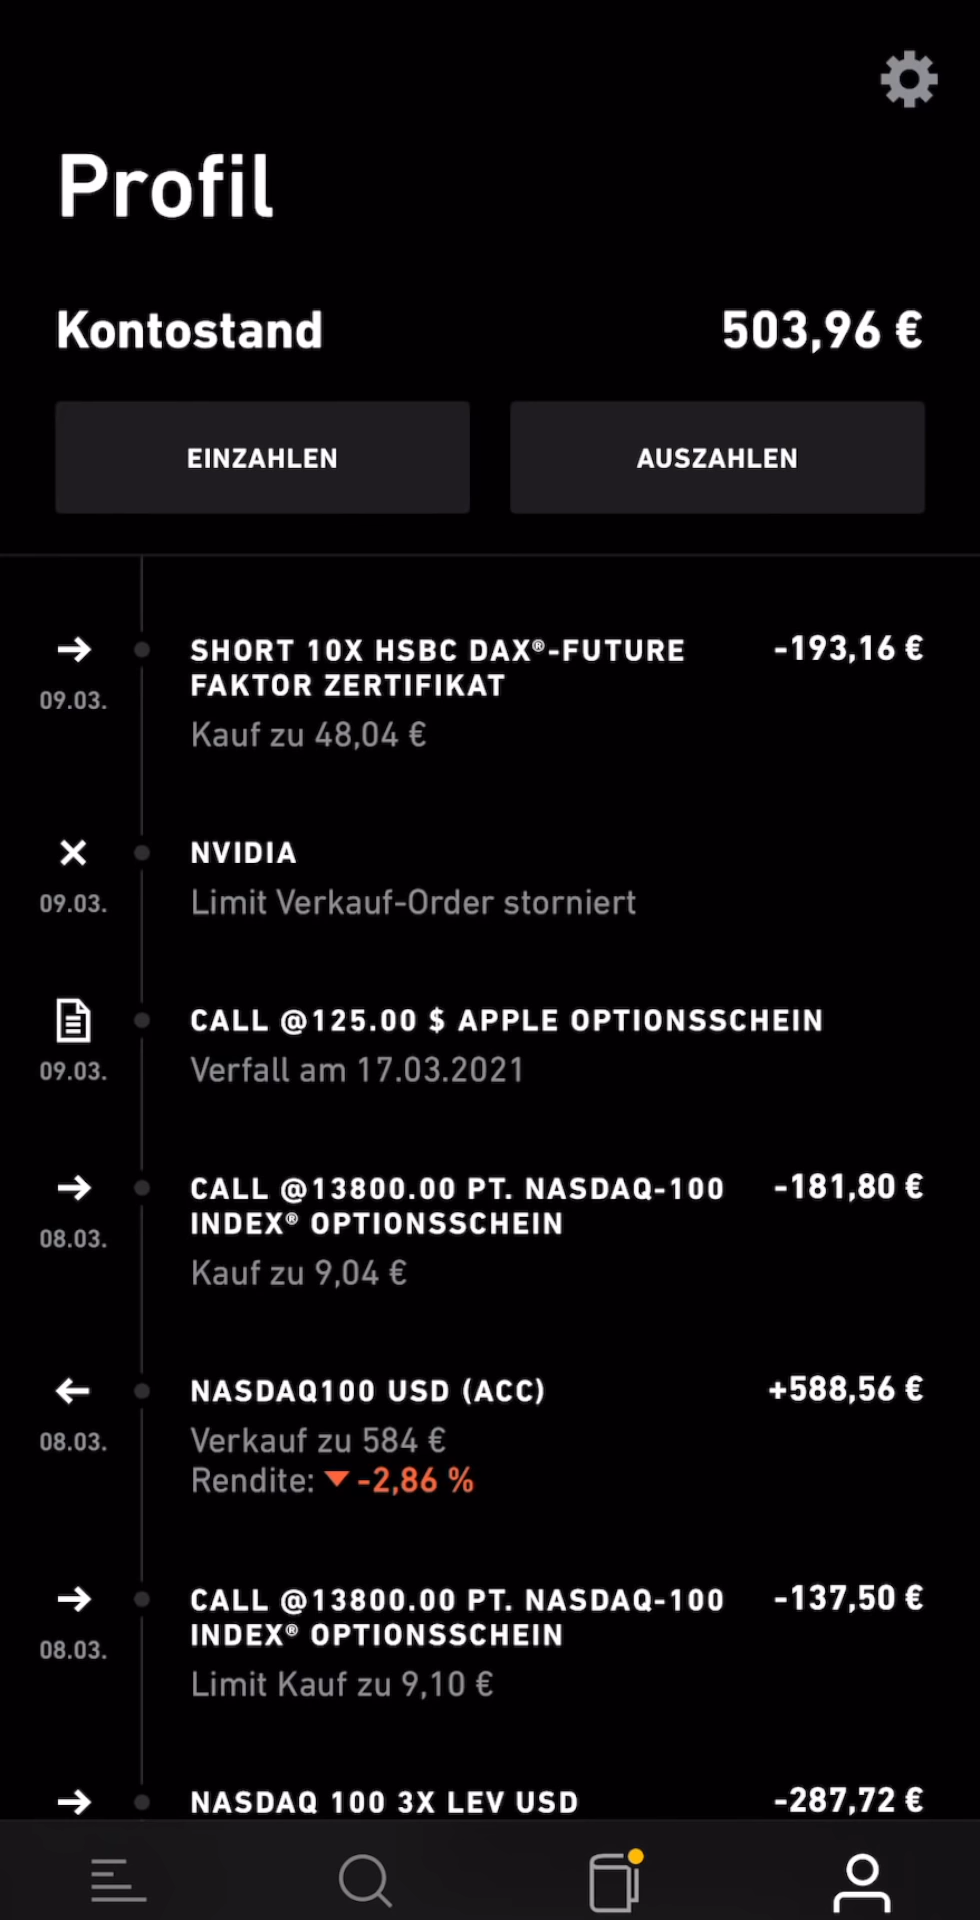 Profil
Kontostand 503,96 €
EINZAHLEN AUSZAHLEN
SHORT 10X HSBC DAX®-FUTURE -193,16 €
FAKTOR ZERTIFIKAT
09.03.
Kauf zu 48,04 €
NVIDIA
09.03. Limit Verkauf-Order storniert
CALL @125.00 $ APPLE OPTIONSSCHEIN
09.03. Verfall am 17.03.2021
CALL @13800.00 PT. NASDAQ-100 -181,80 €
INDEX® OPTIONSSCHEIN
08.03.
Kauf zu 9,04 €
NASDAQ100 USD (ACC) +588,56 €
08.03. Verkauf zu 584 €
Rendite: -2,86 %
CALL @13800.00 PT. NASDAQ-100 -137,50 €
INDEX® OPTIONSSCHEIN
08.03.
Limit Kauf zu 9,10 €
NASDAQ 100 3X LEV USD -287,72 €